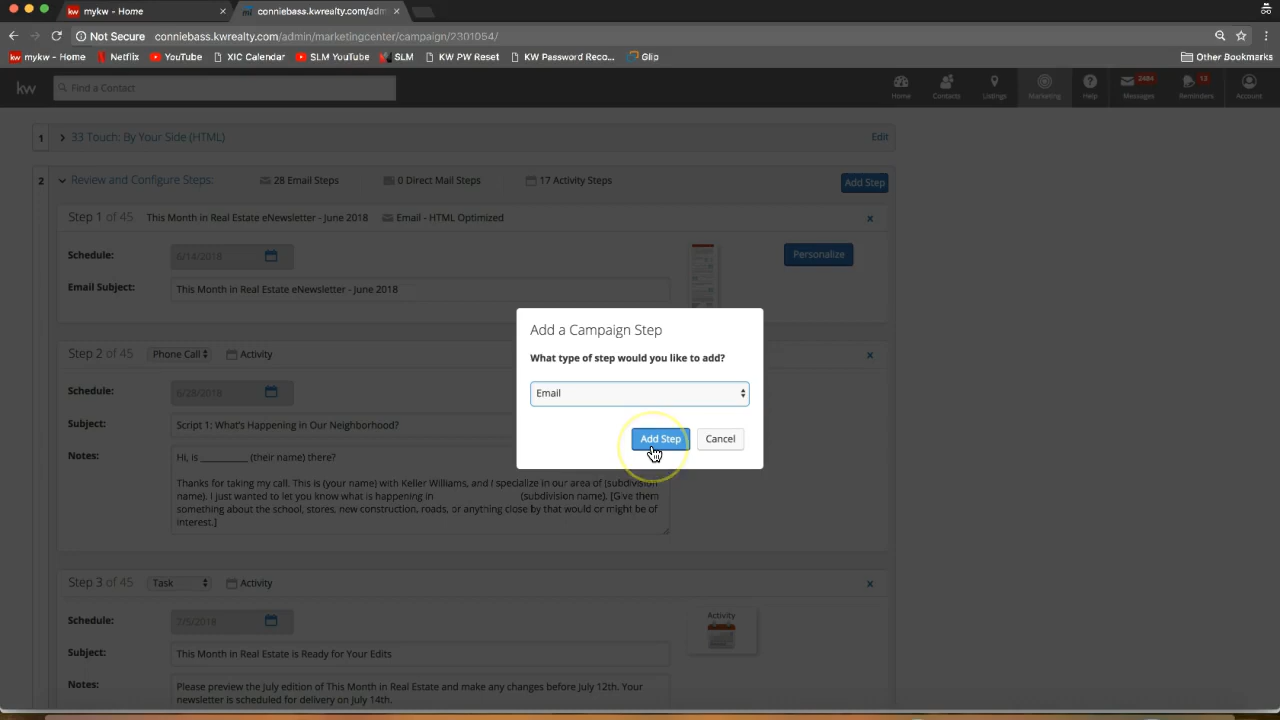 mykw - Home
conniebass.kwrealty.com/adm
Not Secure conniebass.kwrealty.com/admin/marketingcenter/campaign/2301054/
mykw - Home Netflix YouTube XIC Calendar SLM YouTube SLM KW PW Reset KW Password Reco... Glip Other Bookmarks
kw Find a Contact Home Contacts Listings Marketing Help Messages 2484 Reminders 13 Account
1 33 Touch: By Your Side (HTML) Edit
2 Review and Configure Steps: 28 Email Steps 0 Direct Mail Steps 17 Activity Steps Add Step
Step 1 of 45 This Month in Real Estate eNewsletter - June 2018 Email - HTML Optimized x
Schedule: 6/14/2018 Personalize
Email Subject: This Month in Real Estate eNewsletter - June 2018
Add a Campaign Step
What type of step would you like to add?
Email
Add Step Cancel
Step 2 of 45 Phone Call Activity x
Schedule: 6/28/2018
Subject: Script 1: What's Happening in Our Neighborhood?
Notes: Hi, is __________ (their name) there?
Thanks for taking my call. This is (your name) with Keller Williams, and I specialize in our area of (subdivision
name). I just wanted to let you know what is happening in (subdivision name). [Give them
something about the school, stores, new construction, roads, or anything close by that would or might be of
interest.]
Step 3 of 45 Task Activity x
Schedule: 7/5/2018 Activity
Subject: This Month in Real Estate is Ready for Your Edits
Notes: Please preview the July edition of This Month in Real Estate and make any changes before July 12th. Your
newsletter is scheduled for delivery on July 14th.